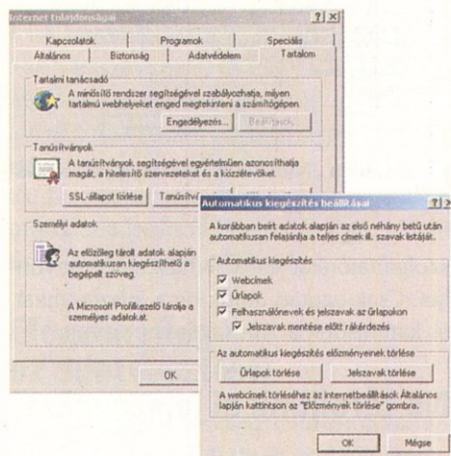 Internet tulajdonságai
Kapcsolatok
Programok
Speciális
Általános
Biztonság
Adatvédelem
Tartalom
Tartalmi tanácsadó
A minősítő rendszer segítségével szabályozhatja, milyen
tartalmú webhelyeket enged megtekinteni a számítógépen.
Engedélyezés...
Beállítások...
Tanúsítványok
A tanúsítványok segítségével egyértelműen azonosíthatja
magát, a hitelesítő szervezeteket és a közzétevőket.
SSL-állapot törlése
Személyi adatok
Az előzőleg tárolt adatok alapján
automatikusan kiegészíthető a
begépelt szöveg.
A Microsoft Profilkezelő tárolja a
személyes adatokat.
OK
Automatikus kiegészítés beállításai
A korábban beírt adatok alapján az első néhány betű után
automatikusan felajánlja a teljes címek ill. szavak listáját.
Automatikus kiegészítés
Webcímek
Űrlapok
Felhasználónevek és jelszavak az űrlapokon
Jelszavak mentése előtt rákérdezés
Az automatikus kiegészítés előzményeinek törlése
Űrlapok törlése
Jelszavak törlése
A webcímek törléséhez az internetbeállítások Általános
lapján kattintson az "Előzmények törlése" gombra.
OK
Mégse